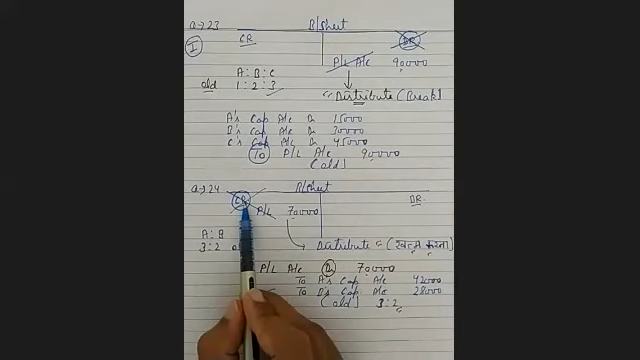 Q→23 B/Sheet
I CR DR
P/L A/c 90000
A:B:C
old 1:2:3
"Distribute (Break)
A's Cap A/c Dr 15000
B's Cap A/c Dr 30000
C's Cap A/c Dr 45000
To P/L A/c 90000
(old)
Q→24 B/Sheet
CR DR
P/L 70000
A:B
3:2 Distribute = (खत्म करना)
P/L A/c Dr 70000
To A's Cap A/c 42000
To B's Cap A/c 28000
(old) 3:2